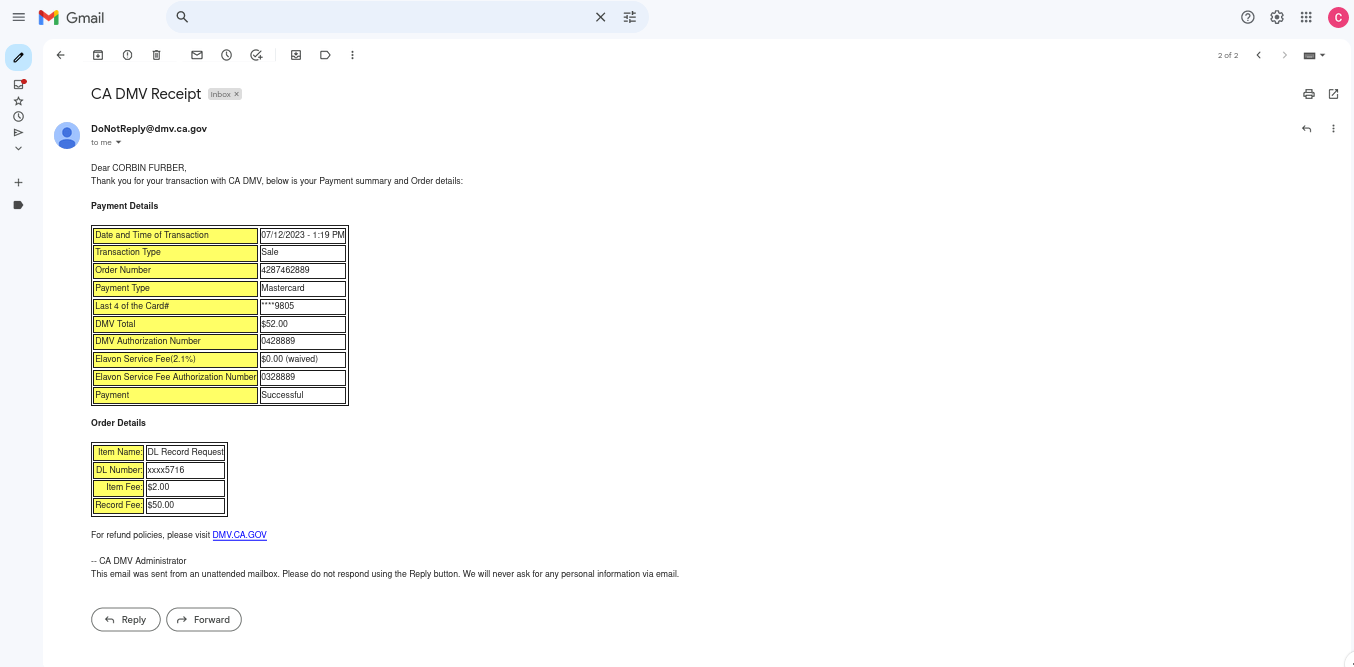 Gmail
C
2 of 2
CA DMV Receipt Inbox ×
DoNotReply@dmv.ca.gov
to me
Dear CORBIN FURBER,
Thank you for your transaction with CA DMV, below is your Payment summary and Order details:
Payment Details
Date and Time of Transaction 07/12/2023 - 1:19 PM
Transaction Type Sale
Order Number 4287462889
Payment Type Mastercard
Last 4 of the Card# ****9805
DMV Total $52.00
DMV Authorization Number 0428889
Elavon Service Fee(2.1%) $0.00 (waived)
Elavon Service Fee Authorization Number 0328889
Payment Successful
Order Details
Item Name: DL Record Request
DL Number: xxxx5716
Item Fee: $2.00
Record Fee: $50.00
For refund policies, please visit DMV.CA.GOV
-- CA DMV Administrator
This email was sent from an unattended mailbox. Please do not respond using the Reply button. We will never ask for any personal information via email.
Reply Forward